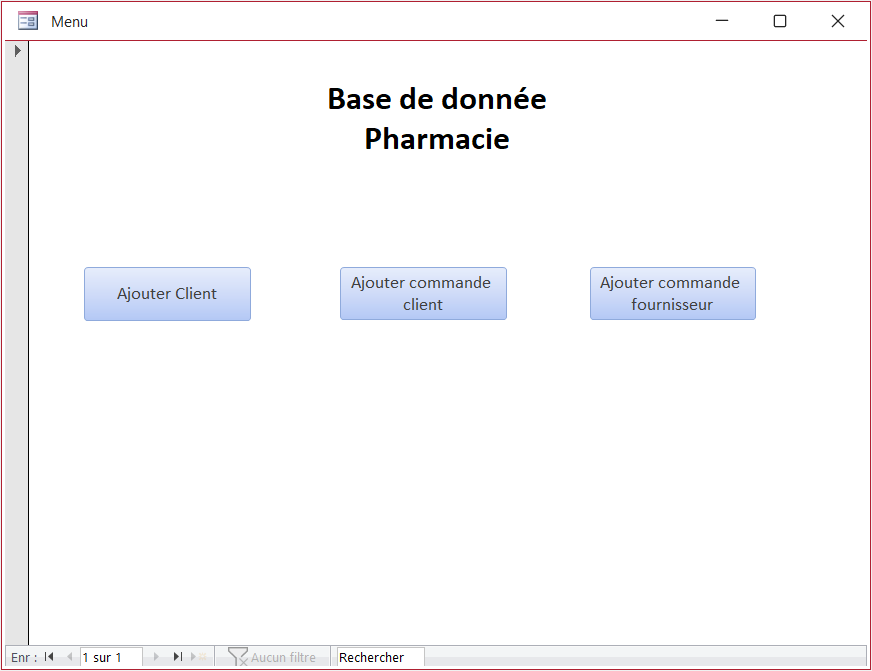 Menu
Base de donnée
Pharmacie
Ajouter Client
Ajouter commande
client
Ajouter commande
fournisseur
Enr : 1 sur 1 Aucun filtre Rechercher